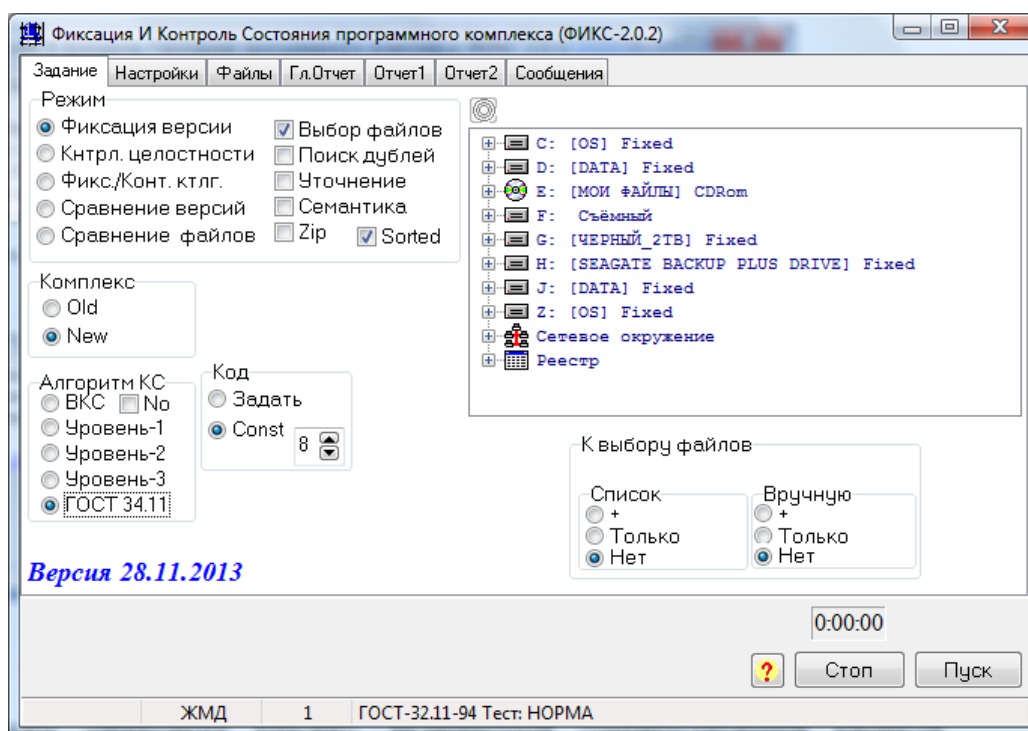 Фиксация И Контроль Состояния программного комплекса (ФИКС-2.0.2)
Задание Настройки Файлы Гл.Отчет Отчет1 Отчет2 Сообщения
Режим
Фиксация версии
Кнтрл. целостности
Фикс./Конт. ктлг.
Сравнение версий
Сравнение файлов
Выбор файлов
Поиск дублей
Уточнение
Семантика
Zip Sorted
C: [OS] Fixed
D: [DATA] Fixed
E: [МОИ ФАЙЛЫ] CDRom
F: Съёмный
G: [ЧЕРНЫЙ_2ТВ] Fixed
H: [SEAGATE BACKUP PLUS DRIVE] Fixed
J: [DATA] Fixed
Z: [OS] Fixed
Сетевое окружение
Реестр
Комплекс
Old
New
Алгоритм КС
ВКС No
Уровень-1
Уровень-2
Уровень-3
ГОСТ 34.11
Код
Задать
Const 8
К выбору файлов
Список
+
Только
Нет
Вручную
+
Только
Нет
Версия 28.11.2013
0:00:00
? Стоп Пуск
ЖМД 1 ГОСТ-32.11-94 Тест: НОРМА